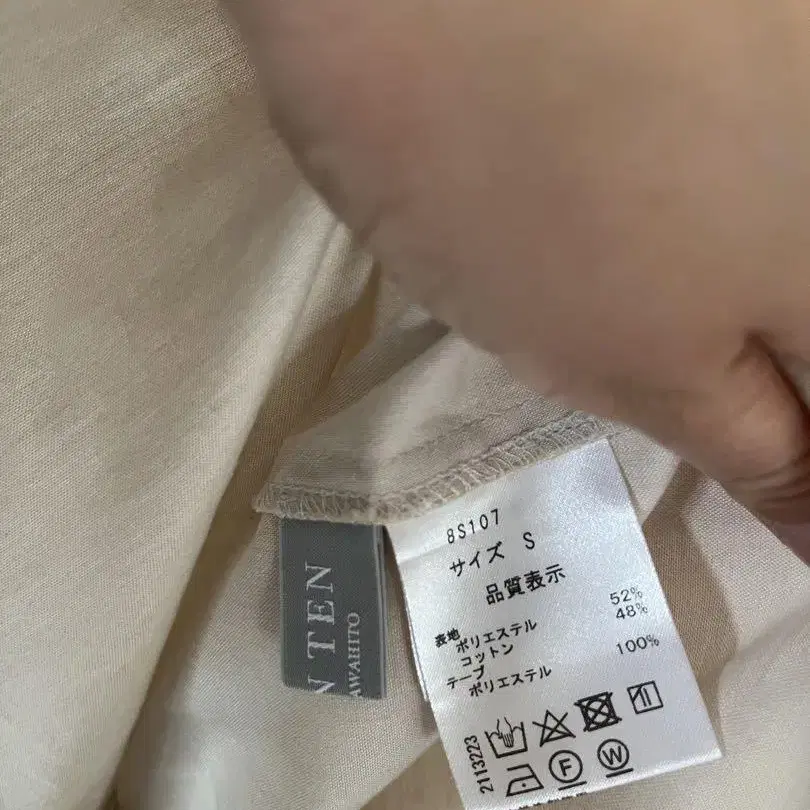 N TEN
AWAHITO
8S107
サイズ S
品質表示
表地
ポリエステル 52%
コットン 48%
テープ
ポリエステル 100%
2113223
F
W